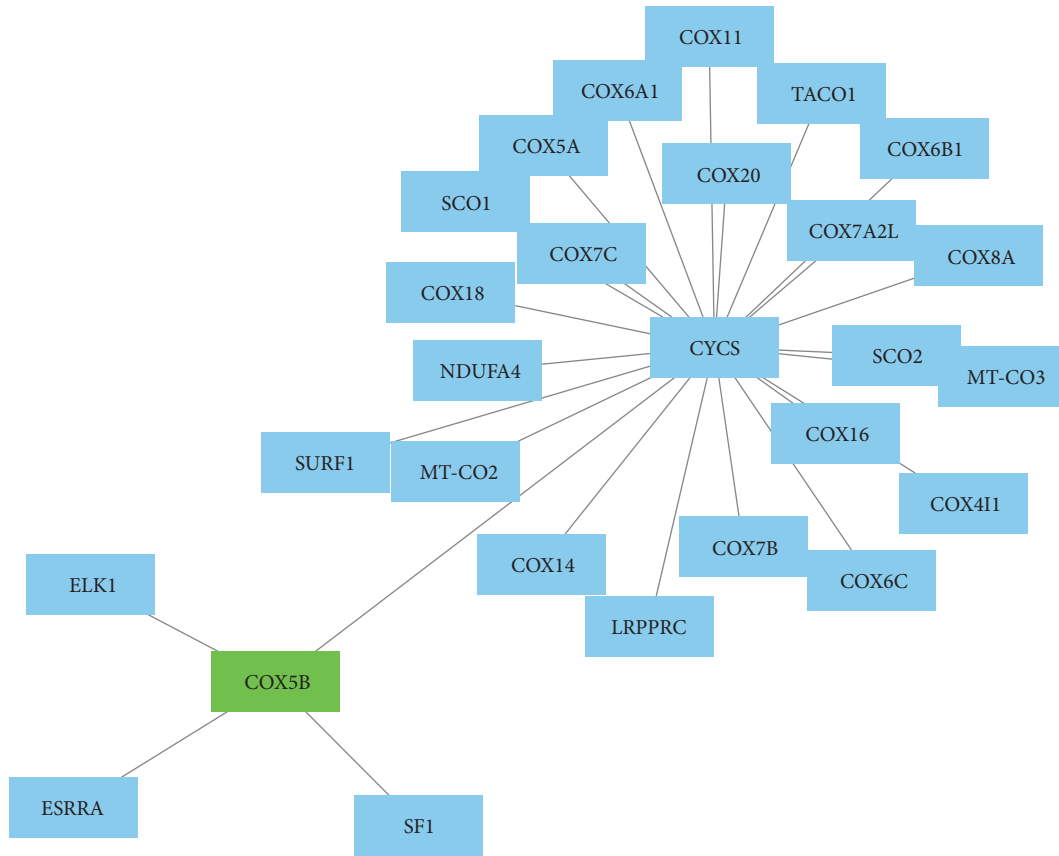 COX11
COX6A1
TACO1
COX5A
COX6B1
COX20
SCO1
COX7A2L
COX7C
COX8A
COX18
CYCS
SCO2
NDUFA4
MT-CO3
COX16
SURF1
MT-CO2
COX4I1
COX7B
COX14
COX6C
ELK1
LRPPRC
COX5B
ESRRA
SF1